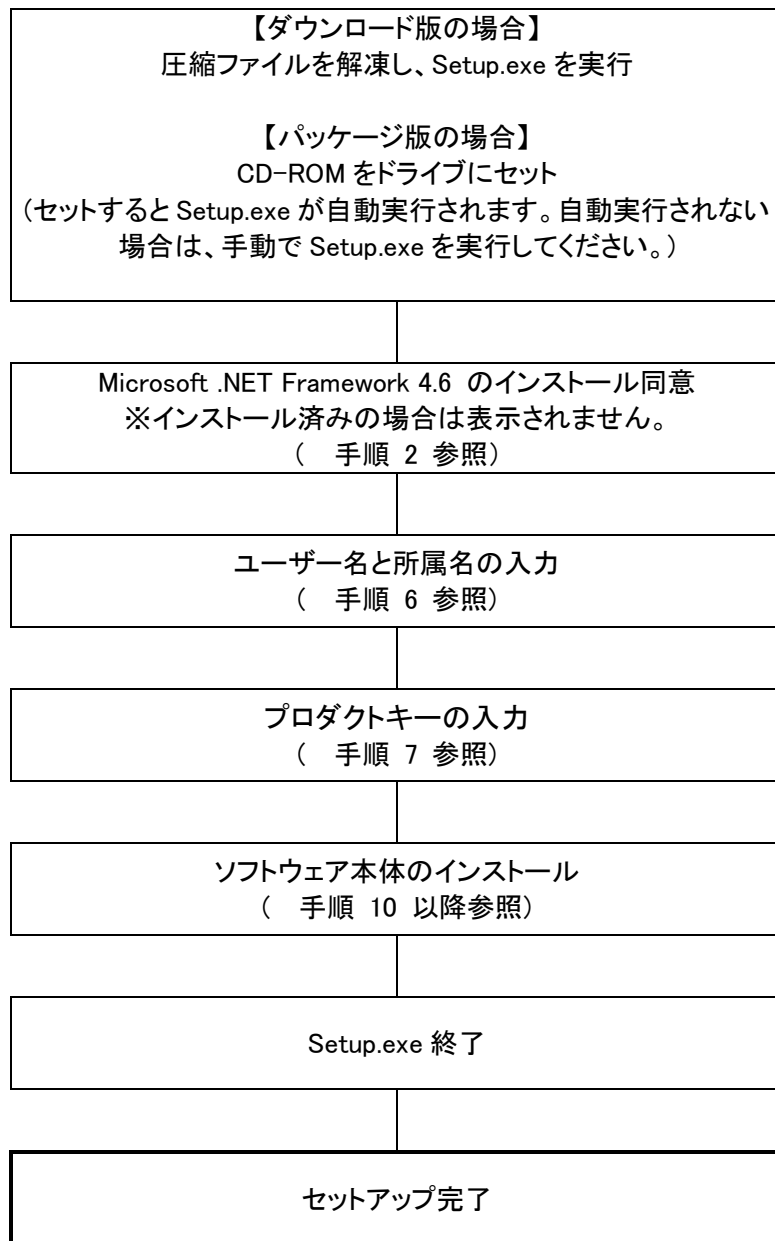 【ダウンロード版の場合】
圧縮ファイルを解凍し、Setup.exe を実行
【パッケージ版の場合】
CD-ROM をドライブにセット
（セットすると Setup.exe が自動実行されます。自動実行されない
場合は、手動で Setup.exe を実行してください。）
Microsoft .NET Framework 4.6 のインストール同意
※インストール済みの場合は表示されません。
（　手順 2 参照）
ユーザー名と所属名の入力
（　手順 6 参照）
プロダクトキーの入力
（　手順 7 参照）
ソフトウェア本体のインストール
（　手順 10 以降参照）
Setup.exe 終了
セットアップ完了